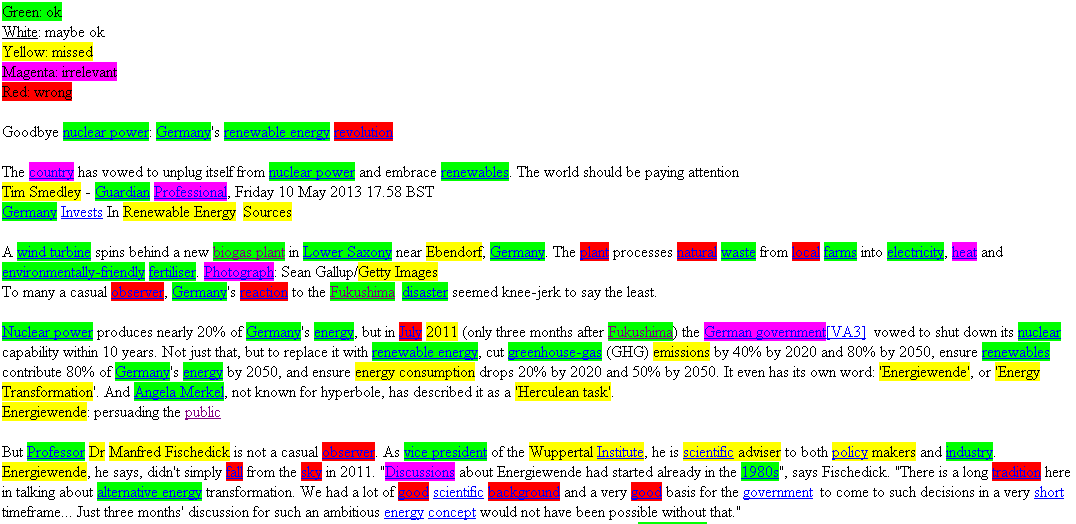 Green: ok
White: maybe ok
Yellow: missed
Magenta: irrelevant
Red: wrong
Goodbye nuclear power: Germany's renewable energy revolution
The country has vowed to unplug itself from nuclear power and embrace renewables. The world should be paying attention
Tim Smedley - Guardian Professional, Friday 10 May 2013 17.58 BST
Germany Invests In Renewable Energy Sources
A wind turbine spins behind a new biogas plant in Lower Saxony near Ebendorf, Germany. The plant processes natural waste from local farms into electricity, heat and
environmentally-friendly fertiliser. Photograph: Sean Gallup/Getty Images
To many a casual observer, Germany's reaction to the Fukushima disaster seemed knee-jerk to say the least.
Nuclear power produces nearly 20% of Germany's energy, but in July 2011 (only three months after Fukushima) the German government[VA3] vowed to shut down its nuclear
capability within 10 years. Not just that, but to replace it with renewable energy, cut greenhouse-gas (GHG) emissions by 40% by 2020 and 80% by 2050, ensure renewables
contribute 80% of Germany's energy by 2050, and ensure energy consumption drops 20% by 2020 and 50% by 2050. It even has its own word: 'Energiewende', or 'Energy
Transformation'. And Angela Merkel, not known for hyperbole, has described it as a 'Herculean task'.
Energiewende: persuading the public
But Professor Dr Manfred Fischedick is not a casual observer. As vice president of the Wuppertal Institute, he is scientific adviser to both policy makers and industry.
Energiewende, he says, didn't simply fall from the sky in 2011. "Discussions about Energiewende had started already in the 1980s", says Fischedick. "There is a long tradition here
in talking about alternative energy transformation. We had a lot of good scientific background and a very good basis for the government to come to such decisions in a very short
timeframe... Just three months' discussion for such an ambitious energy concept would not have been possible without that."